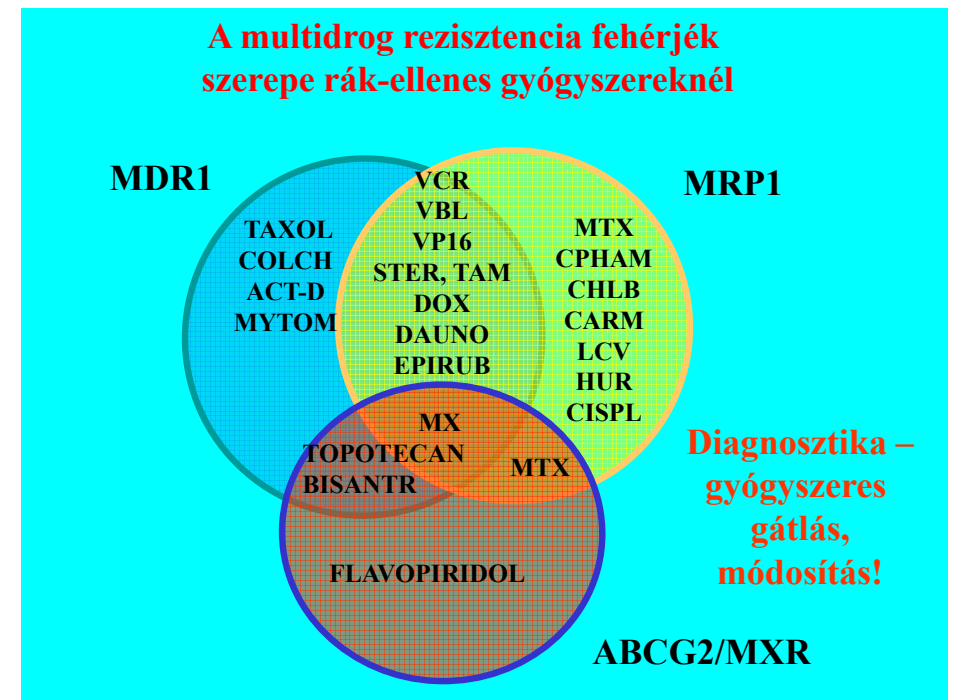 A multidrog rezisztencia fehérjék
szerepe rák-ellenes gyógyszereknél
MDR1
MRP1
TAXOL
COLCH
ACT-D
MYTOM
VCR
VBL
VP16
STER, TAM
DOX
DAUNO
EPIRUB
MTX
CPHAM
CHLB
CARM
LCV
HUR
CISPL
MX
TOPOTECAN
BISANTR
MTX
FLAVOPIRIDOL
Diagnosztika –
gyógyszeres
gátlás,
módosítás!
ABCG2/MXR